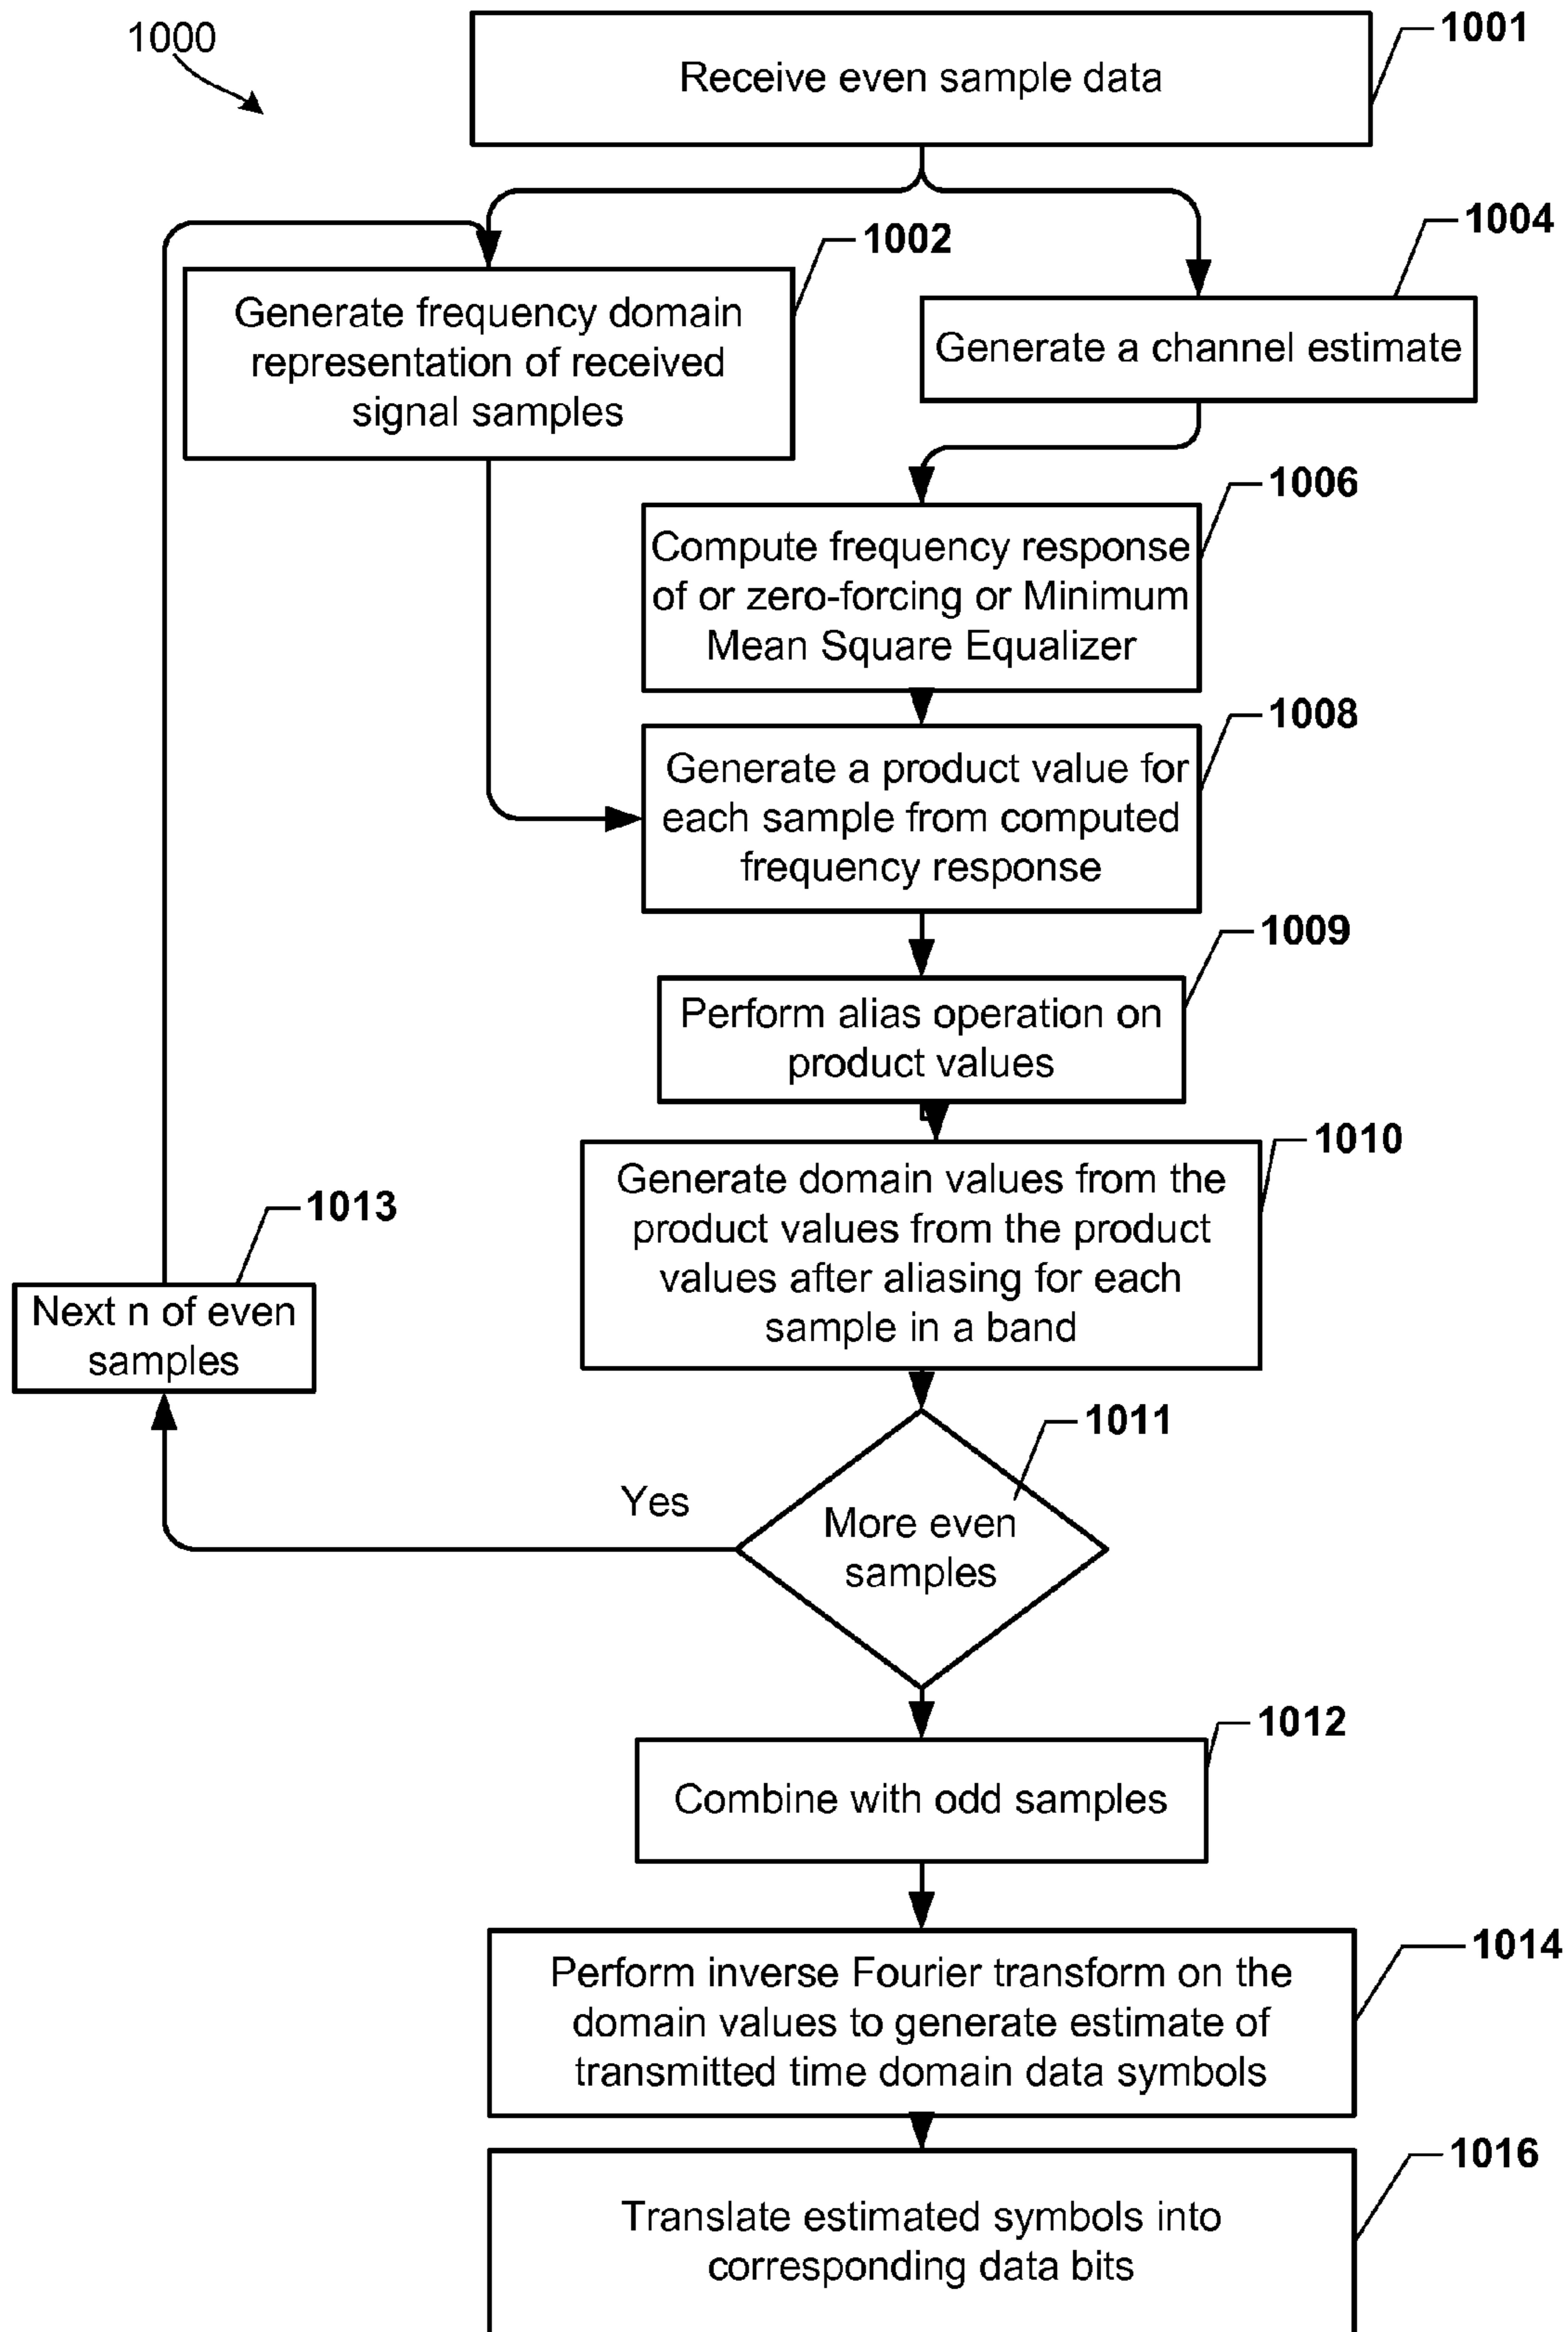 1000
1001
Receive even sample data
1002
1004
Generate frequency domain
representation of received
signal samples
Generate a channel estimate
1006
Compute frequency response
of or zero-forcing or Minimum
Mean Square Equalizer
1008
Generate a product value for
each sample from computed
frequency response
1009
Perform alias operation on
product values
1010
Generate domain values from the
product values from the product
values after aliasing for each
sample in a band
1013
Next n of even
samples
1011
Yes
More even
samples
1012
Combine with odd samples
1014
Perform inverse Fourier transform on the
domain values to generate estimate of
transmitted time domain data symbols
1016
Translate estimated symbols into
corresponding data bits